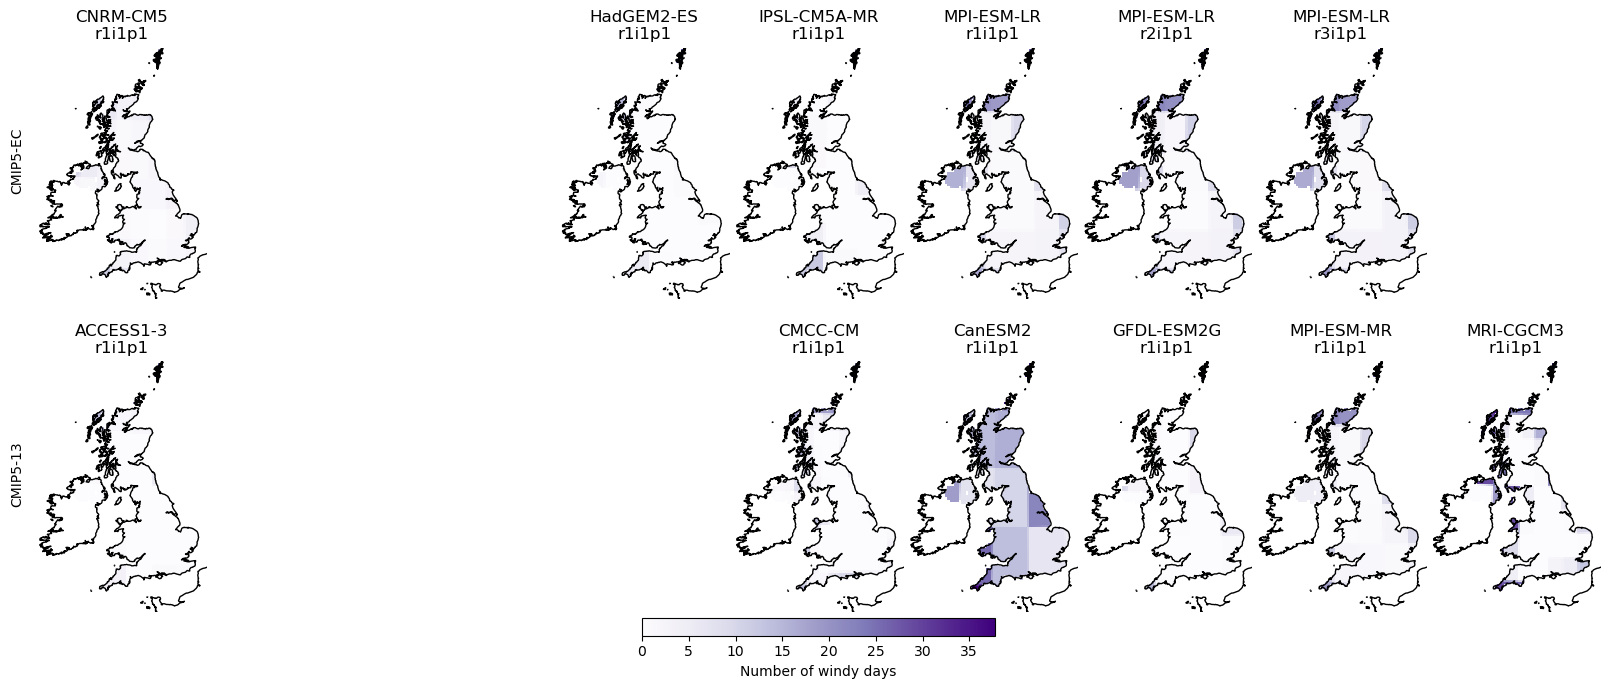 CNRM-CM5
r1i1p1
HadGEM2-ES
r1i1p1
IPSL-CM5A-MR
r1i1p1
MPI-ESM-LR
r1i1p1
MPI-ESM-LR
r2i1p1
MPI-ESM-LR
r3i1p1
CMIP5-EC
ACCESS1-3
r1i1p1
CMCC-CM
r1i1p1
CanESM2
r1i1p1
GFDL-ESM2G
r1i1p1
MPI-ESM-MR
r1i1p1
MRI-CGCM3
r1i1p1
CMIP5-13
0 5 10 15 20 25 30 35
Number of windy days